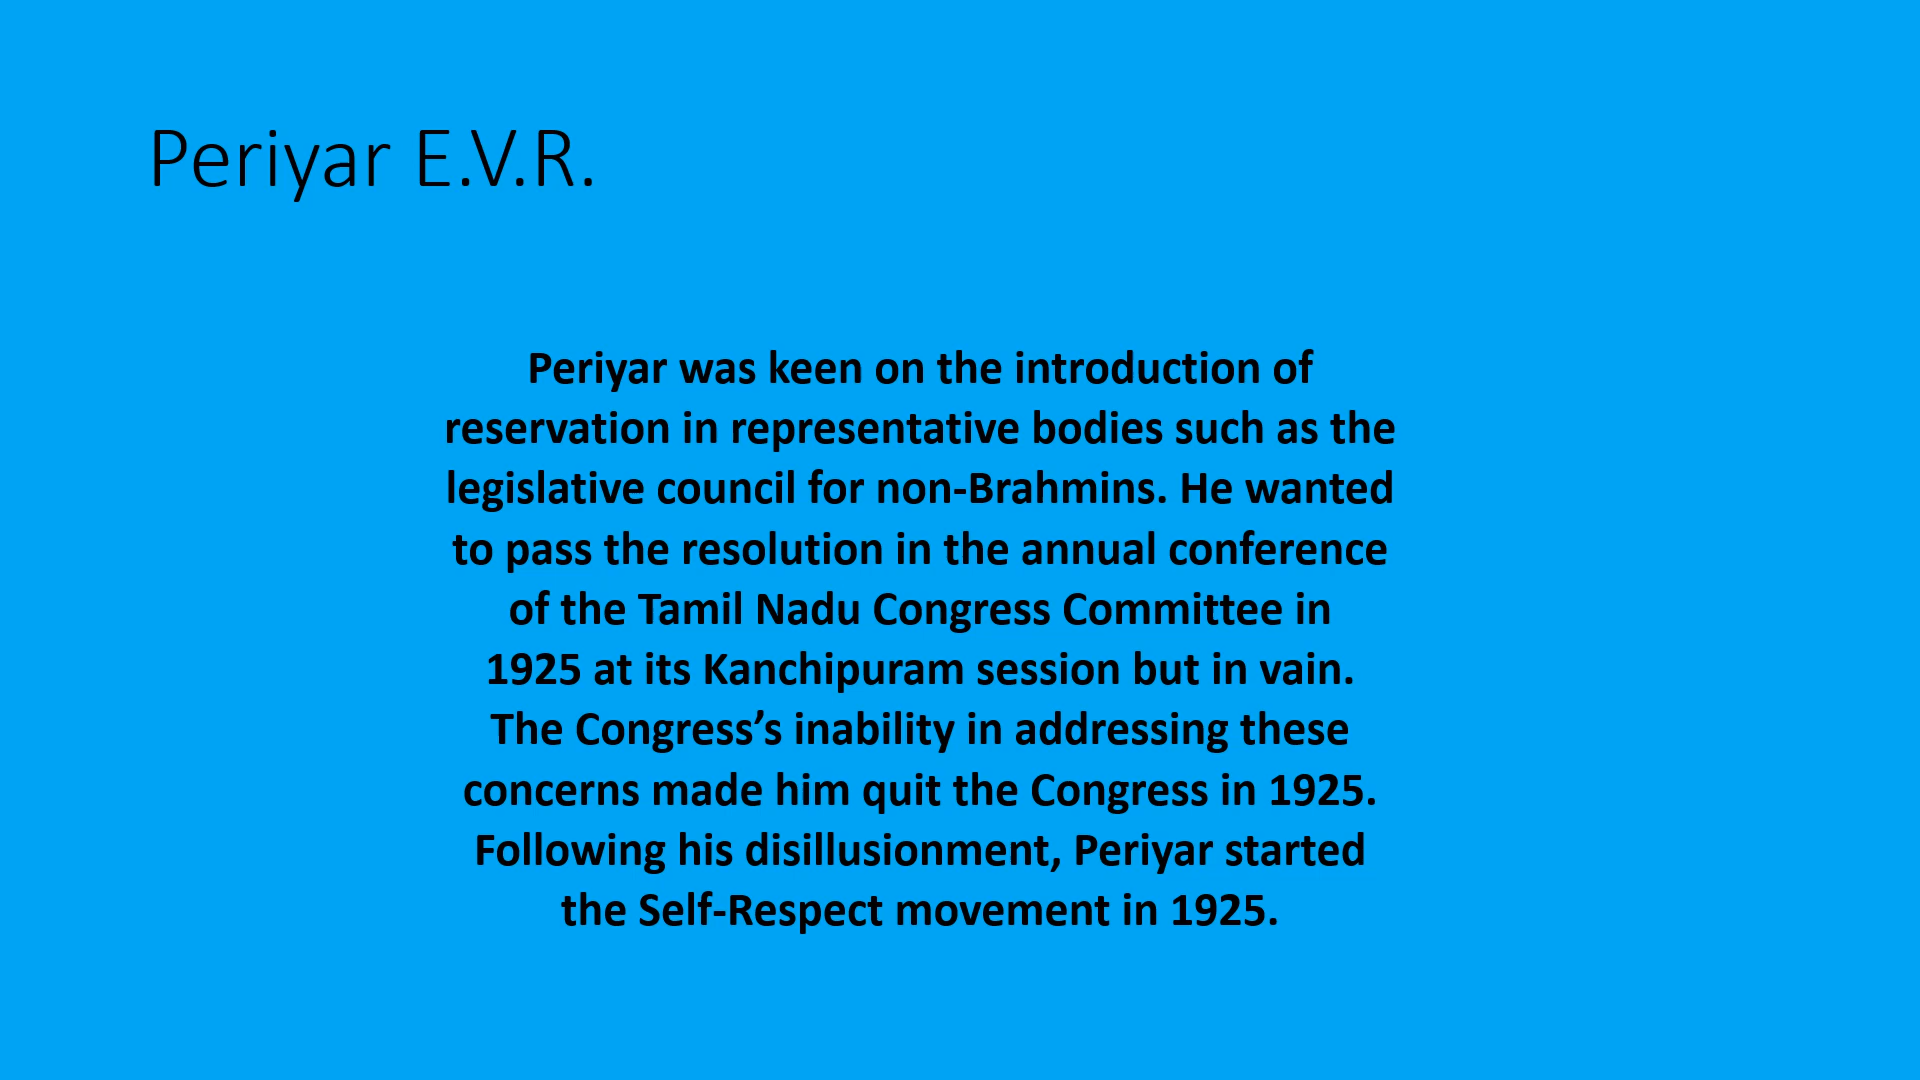 Periyar E.V.R.
Periyar was keen on the introduction of
reservation in representative bodies such as the
legislative council for non-Brahmins. He wanted
to pass the resolution in the annual conference
of the Tamil Nadu Congress Committee in
1925 at its Kanchipuram session but in vain.
The Congress’s inability in addressing these
concerns made him quit the Congress in 1925.
Following his disillusionment, Periyar started
the Self-Respect movement in 1925.